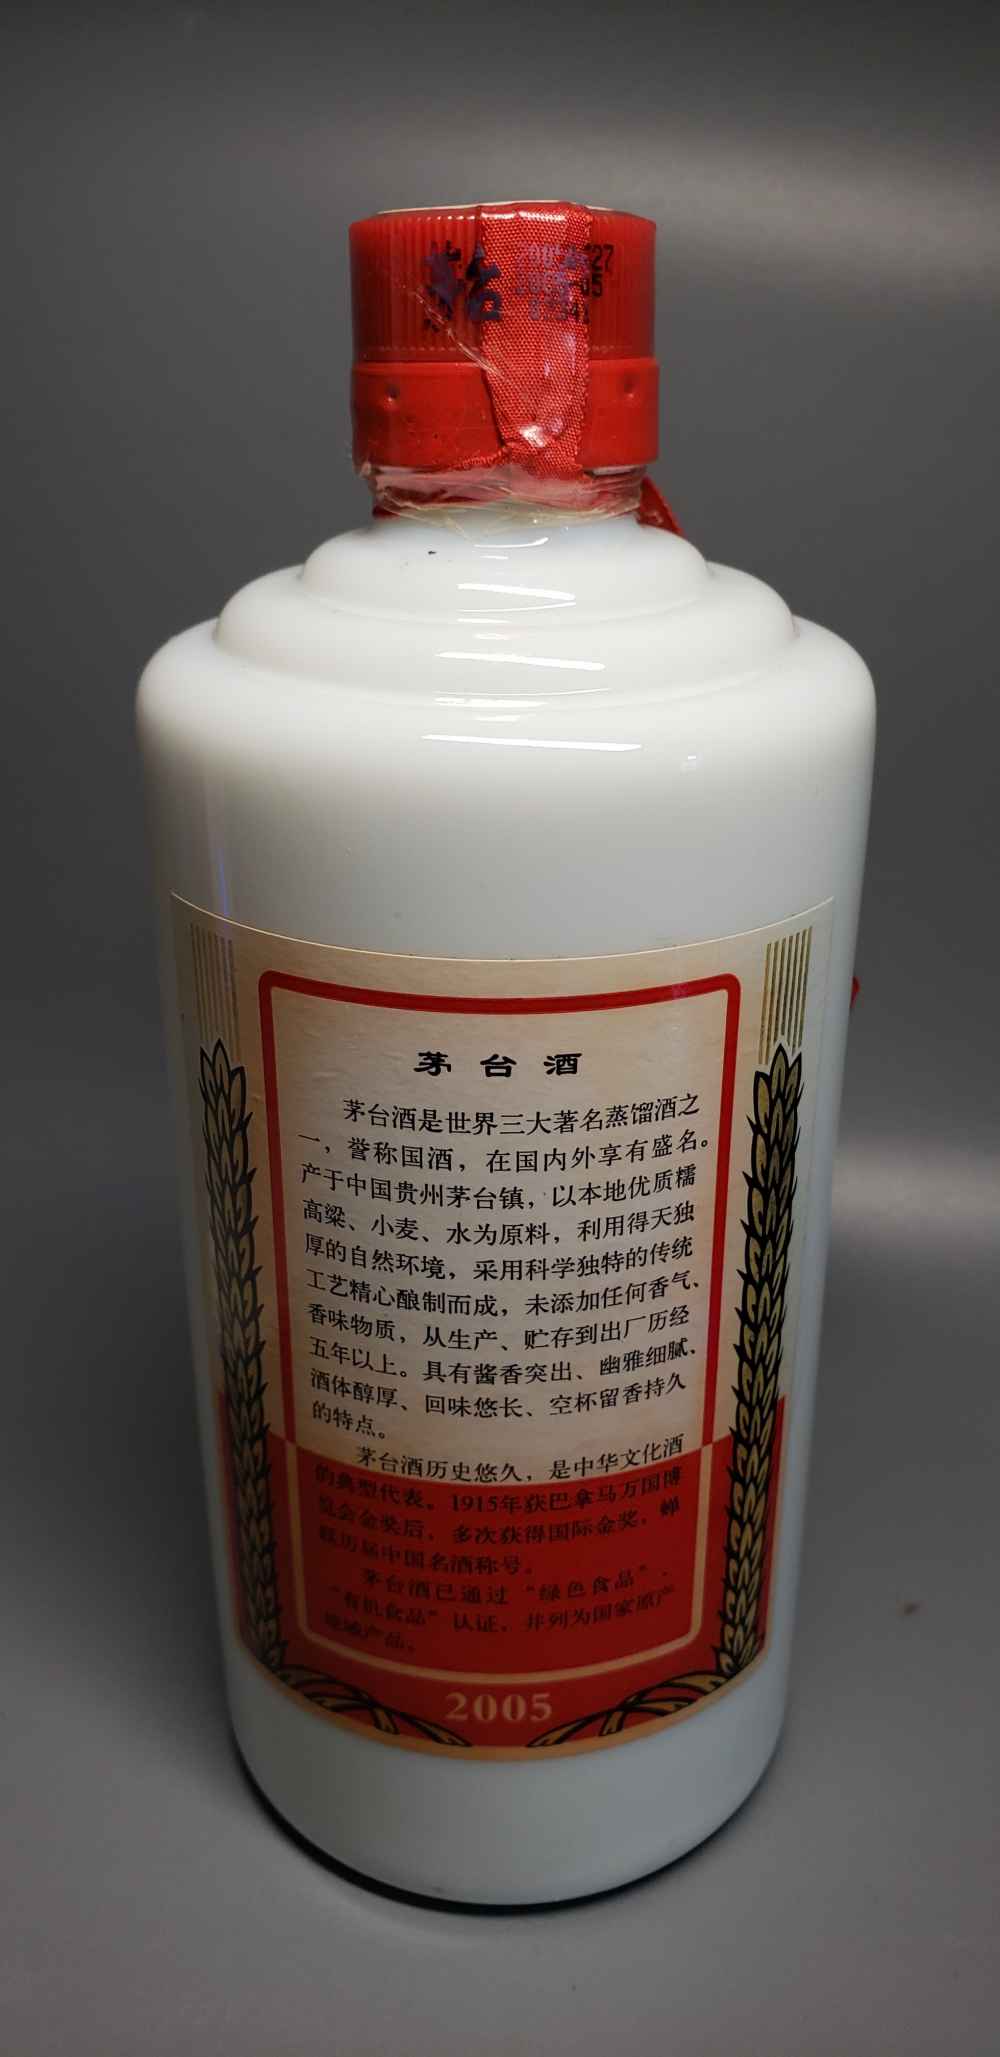 茅台
茅台酒
茅台酒是世界三大著名蒸馏酒之
一，誉称国酒，在国内外享有盛名。
产于中国贵州茅台镇，以本地优质糯
高粱、小麦、水为原料，利用得天独
厚的自然环境，采用科学独特的传统
工艺精心酿制而成，未添加任何香气、
香味物质，从生产、贮存到出厂历经
五年以上。具有酱香突出、幽雅细腻、
酒体醇厚、回味悠长、空杯留香持久
的特点。
茅台酒历史悠久，是中华文化酒
的典型代表。1915年获巴拿马万国博
览会金奖后，多次获得国际金奖，蝉
联历届中国名酒称号。
茅台酒已通过“绿色食品”、
“有机食品”认证，并列为国家原产
地域产品。
2005